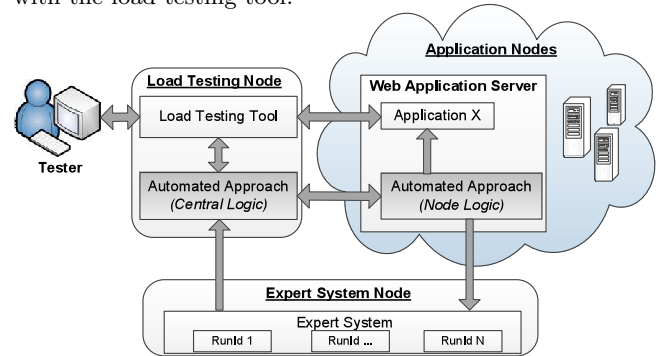 with the load testing tool.
Application Nodes
Load Testing Node
Web Application Server
Load Testing Tool
Application X
Tester
Automated Approach
(Central Logic)
Automated Approach
(Node Logic)
Expert System Node
Expert System
RunId 1
RunId ...
RunId N